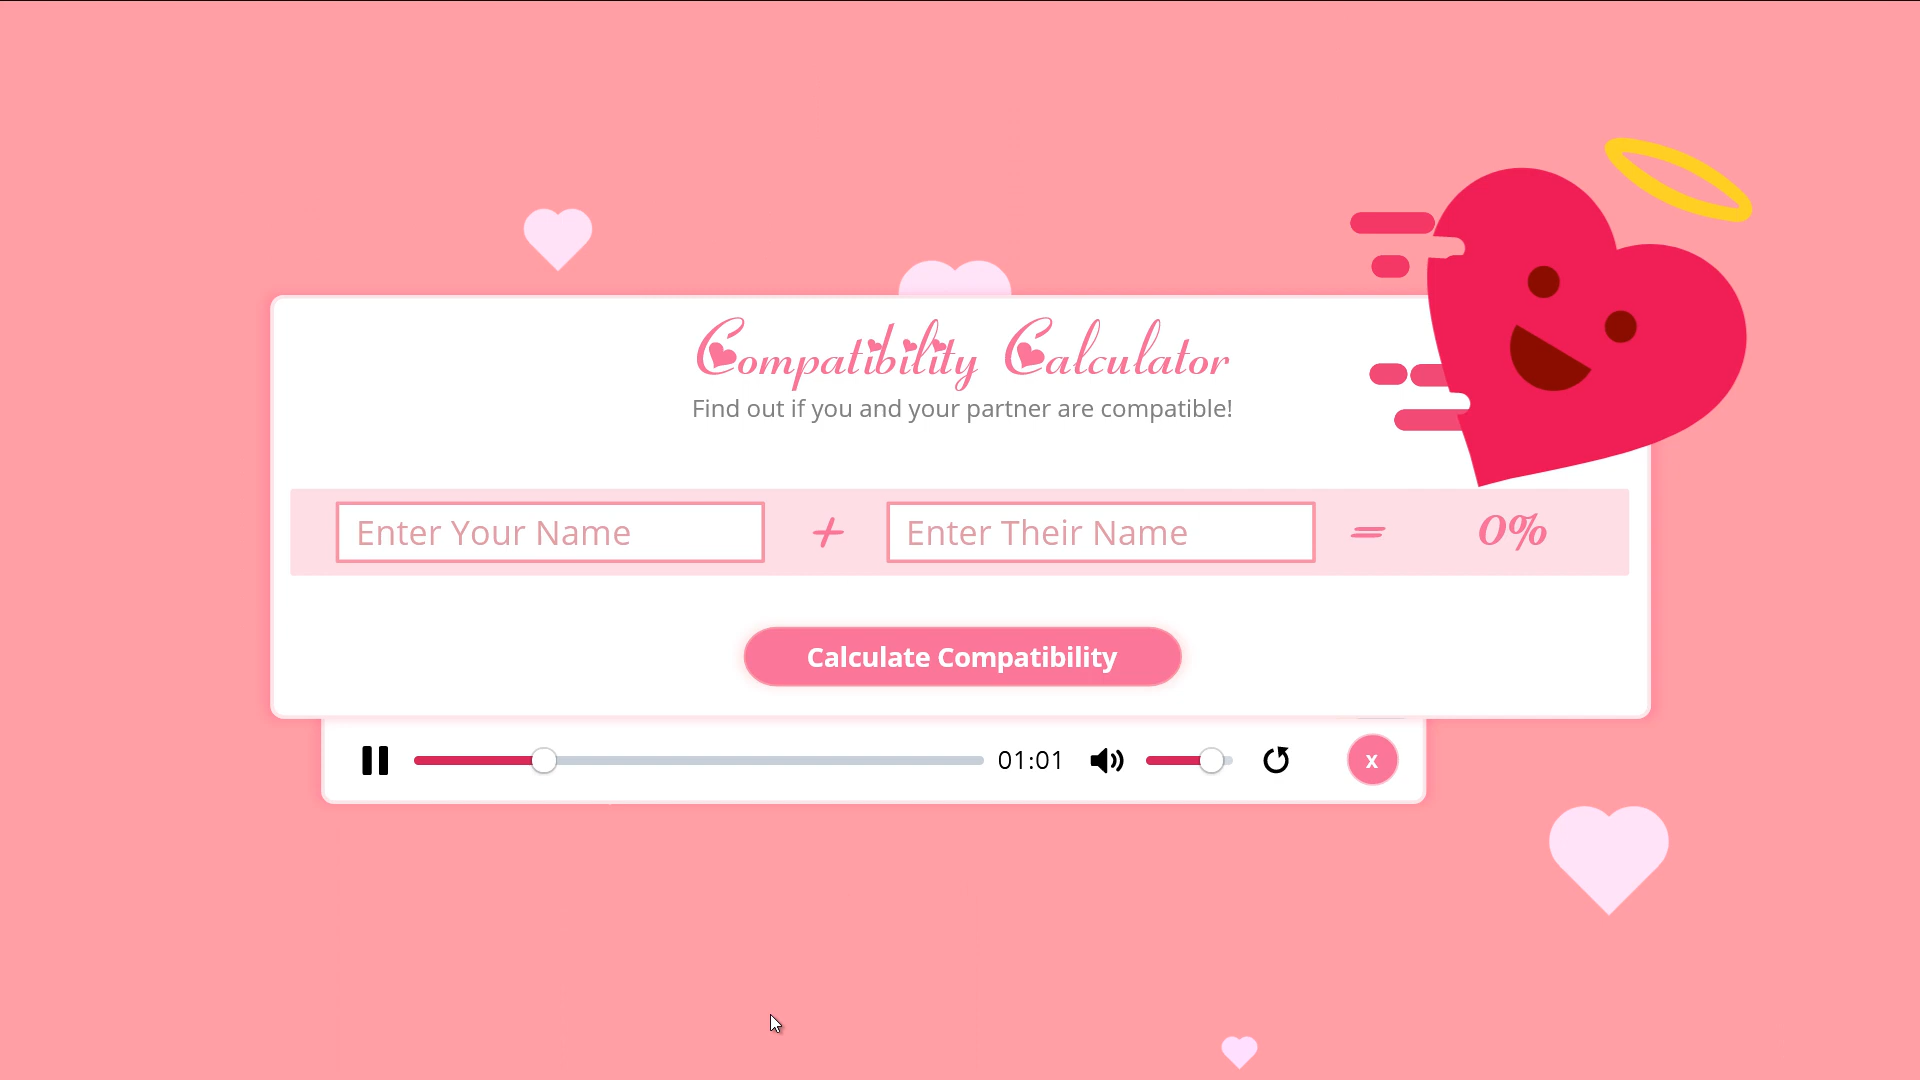 Compatibility Calculator
Find out if you and your partner are compatible!
Enter Your Name + Enter Their Name = 0%
Calculate Compatibility
01:01 x